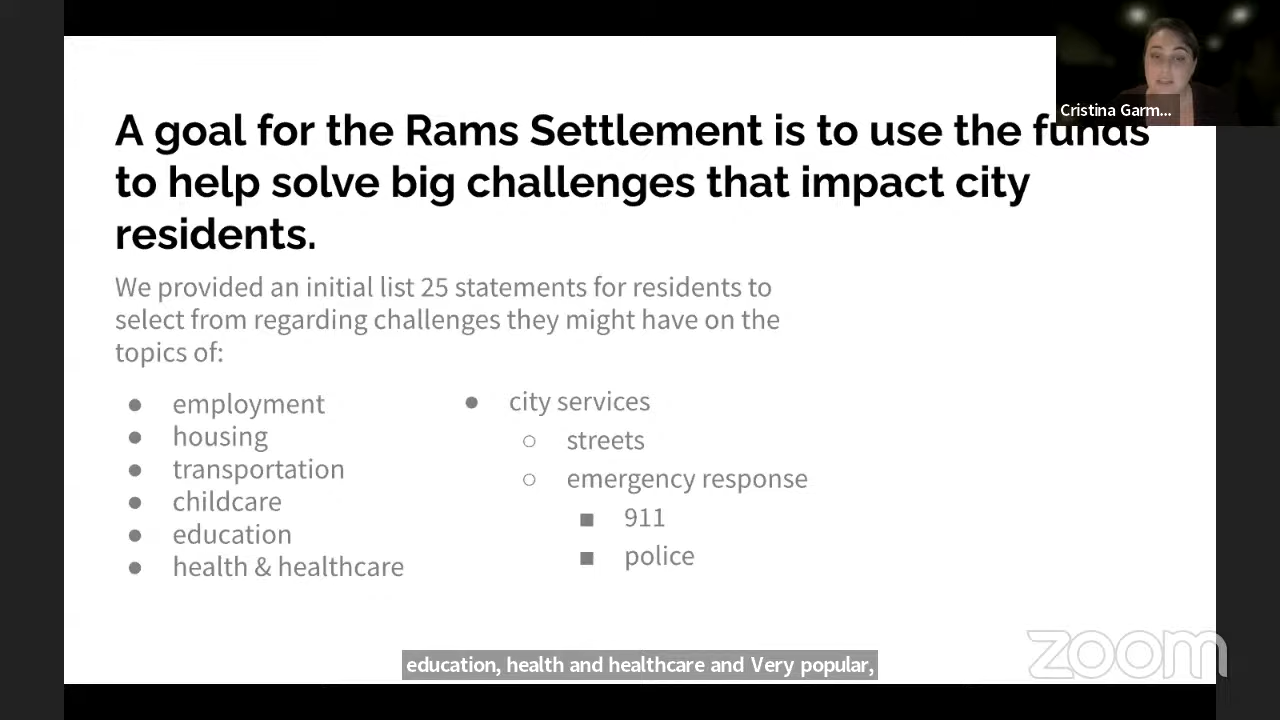 Cristina Garm...
A goal for the Rams Settlement is to use the funds
to help solve big challenges that impact city
residents.
We provided an initial list 25 statements for residents to
select from regarding challenges they might have on the
topics of:
● employment
● housing
● transportation
● childcare
● education
● health & healthcare
● city services
○ streets
○ emergency response
■ 911
■ police
education, health and healthcare and Very popular,
zoom